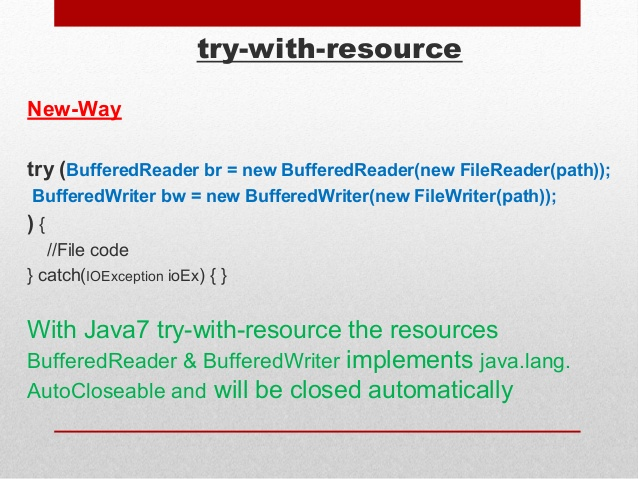 try-with-resource
New-Way
try (BufferedReader br = new BufferedReader(new FileReader(path));
BufferedWriter bw = new BufferedWriter(new FileWriter(path));
) {
//File code
} catch(IOException ioEx) { }
With Java7 try-with-resource the resources
BufferedReader & BufferedWriter implements java.lang.
AutoCloseable and will be closed automatically